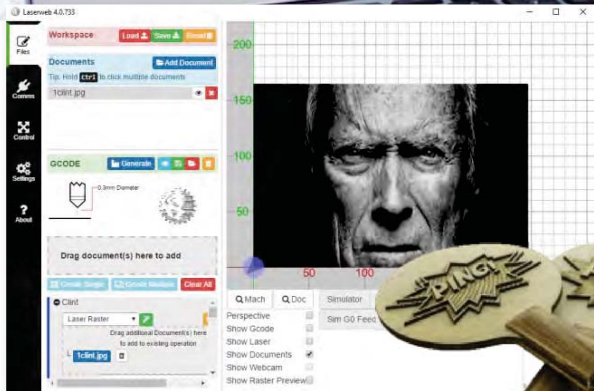 Laserweb 4.0.733
Files
Comms
Control
Settings
? About
Workspace Load Save Reset
Documents Add Document
Tip: Hold Ctrl to click multiple documents
1clint.jpg
GCODE Generate
0.3mm Diameter
Drag document(s) here to add
Create Single Create Multiple Clear All
Clint
Laser Raster
Drag additional Document(s) here
to add to existing operation
1clint.jpg
200
150
100
50
50 100
Mach Doc Simulator
Perspective
Show Gcode
Show Laser
Show Documents
Show Webcam
Show Raster Preview
Sim G0 Feed
PING!